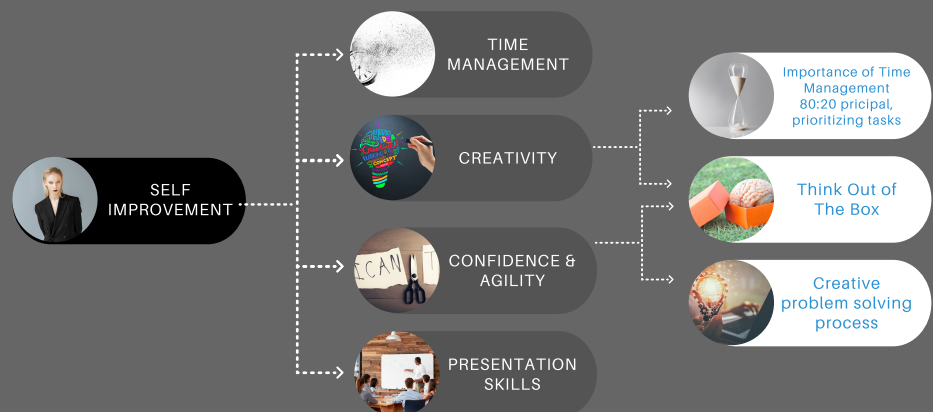 SELF
IMPROVEMENT
TIME
MANAGEMENT
CREATIVITY
CONFIDENCE &
AGILITY
PRESENTATION
SKILLS
Importance of Time
Management
80:20 pricipal,
prioritizing tasks
Think Out of
The Box
Creative
problem solving
process
CONCEPT
I CAN T